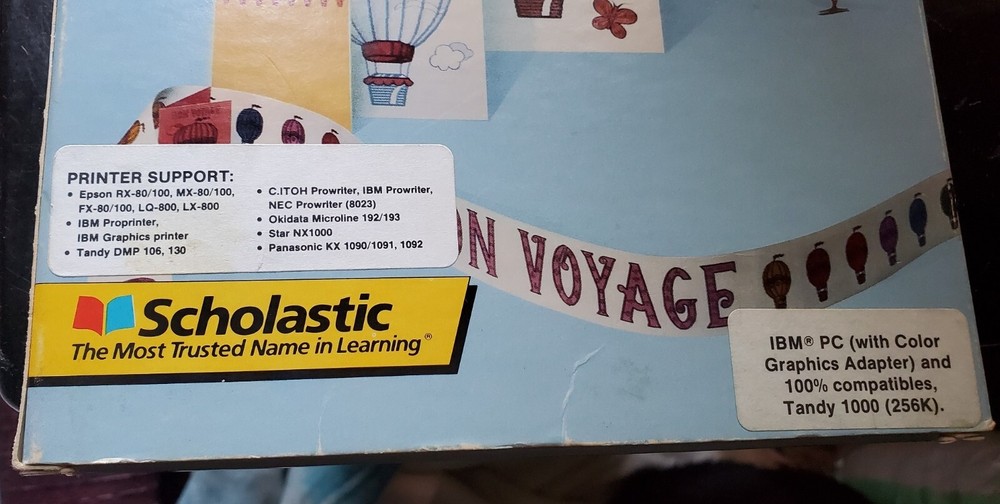 PRINTER SUPPORT:
• Epson RX-80/100, MX-80/100,
FX-80/100, LQ-800, LX-800
• IBM Proprinter,
IBM Graphics printer
• Tandy DMP 106, 130
• C.ITOH Prowriter, IBM Prowriter,
NEC Prowriter (8023)
• Okidata Microline 192/193
• Star NX1000
• Panasonic KX 1090/1091, 1092
ON VOYAGE
Scholastic
The Most Trusted Name in Learning®
IBM® PC (with Color
Graphics Adapter) and
100% compatibles,
Tandy 1000 (256K).